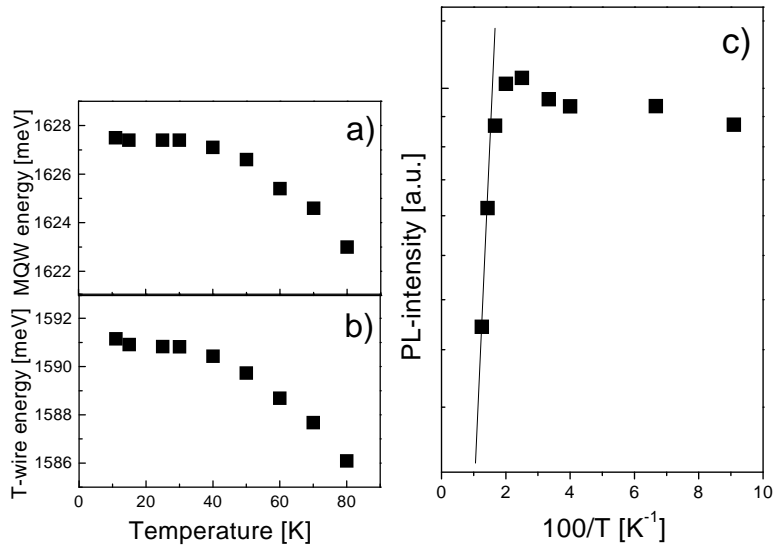 MQW energy [meV]
1628
1626
1624
1622
a)
T-wire energy [meV]
1592
1590
1588
1586
b)
0
20
40
60
80
Temperature [K]
PL-intensity [a.u.]
c)
0
2
4
6
8
10
100/T [K⁻¹]